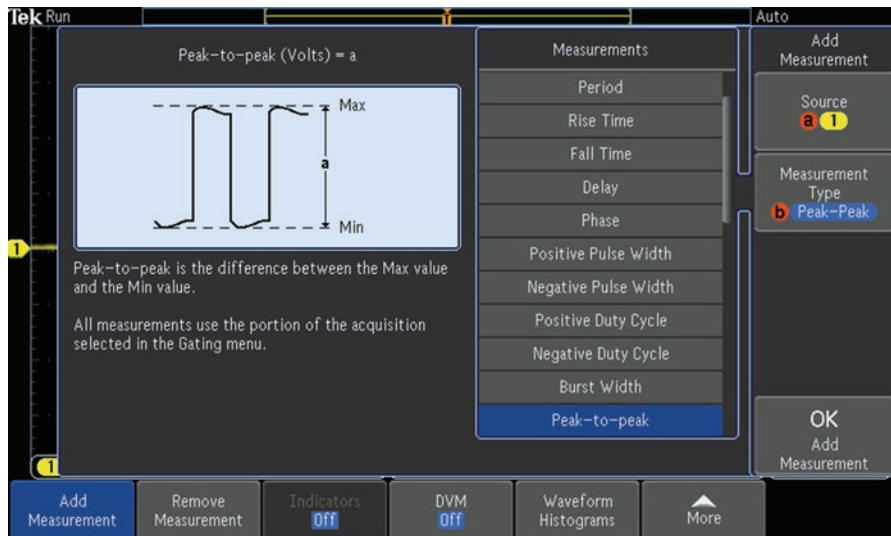 Tek Run
Auto
T
Peak-to-peak (Volts) = a
Max
a
Min
Peak-to-peak is the difference between the Max value
and the Min value.
All measurements use the portion of the acquisition
selected in the Gating menu.
1
1
Measurements
Period
Rise Time
Fall Time
Delay
Phase
Positive Pulse Width
Negative Pulse Width
Positive Duty Cycle
Negative Duty Cycle
Burst Width
Peak-to-peak
Add
Measurement
Source
a 1
Measurement
Type
b Peak-Peak
OK
Add
Measurement
Add
Measurement
Remove
Measurement
Indicators
Off
DVM
Off
Waveform
Histograms
More